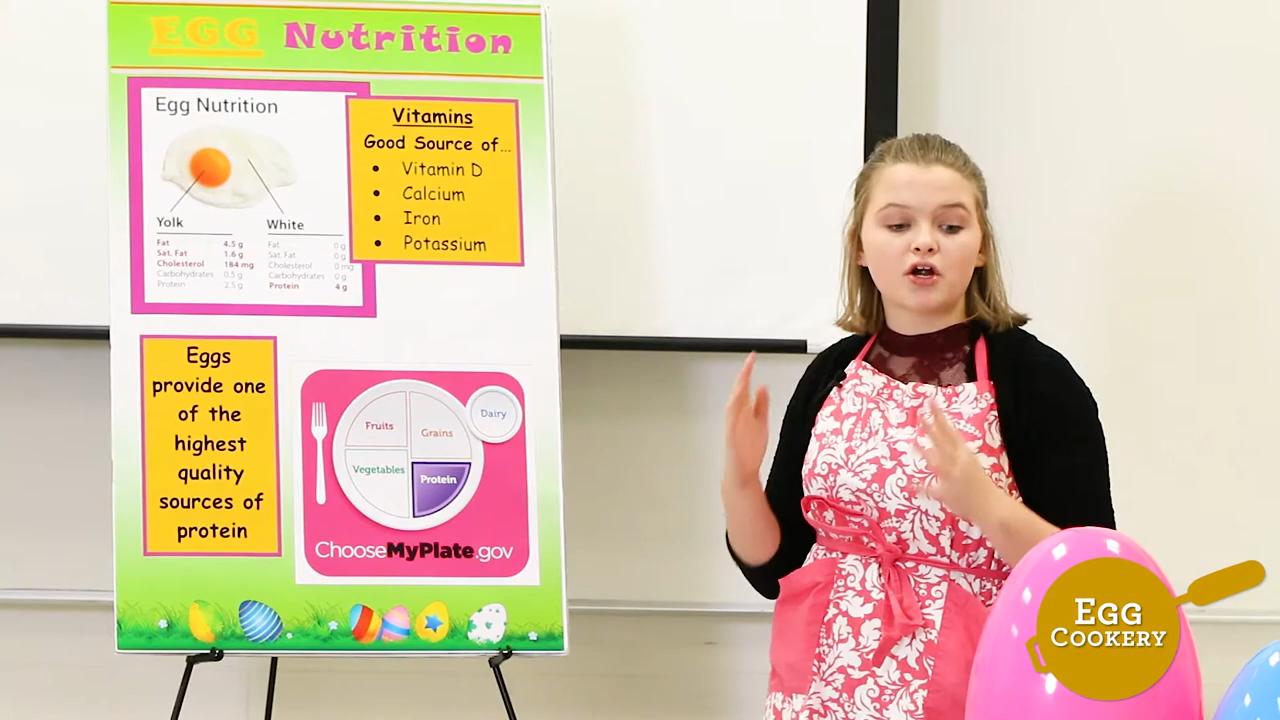 EGG Nutrition
Egg Nutrition
Yolk
Fat 4.5 g
Sat. Fat 1.6 g
Cholesterol 184 mg
Carbohydrates 0.5 g
Protein 2.5 g
White
Fat 0 g
Sat. Fat 0 g
Cholesterol 0 mg
Carbohydrates 0 g
Protein 4 g
Vitamins
Good Source of...
• Vitamin D
• Calcium
• Iron
• Potassium
Eggs
provide one
of the
highest
quality
sources of
protein
Fruits
Grains
Dairy
Vegetables
Protein
ChooseMyPlate.gov
Egg
Cookery